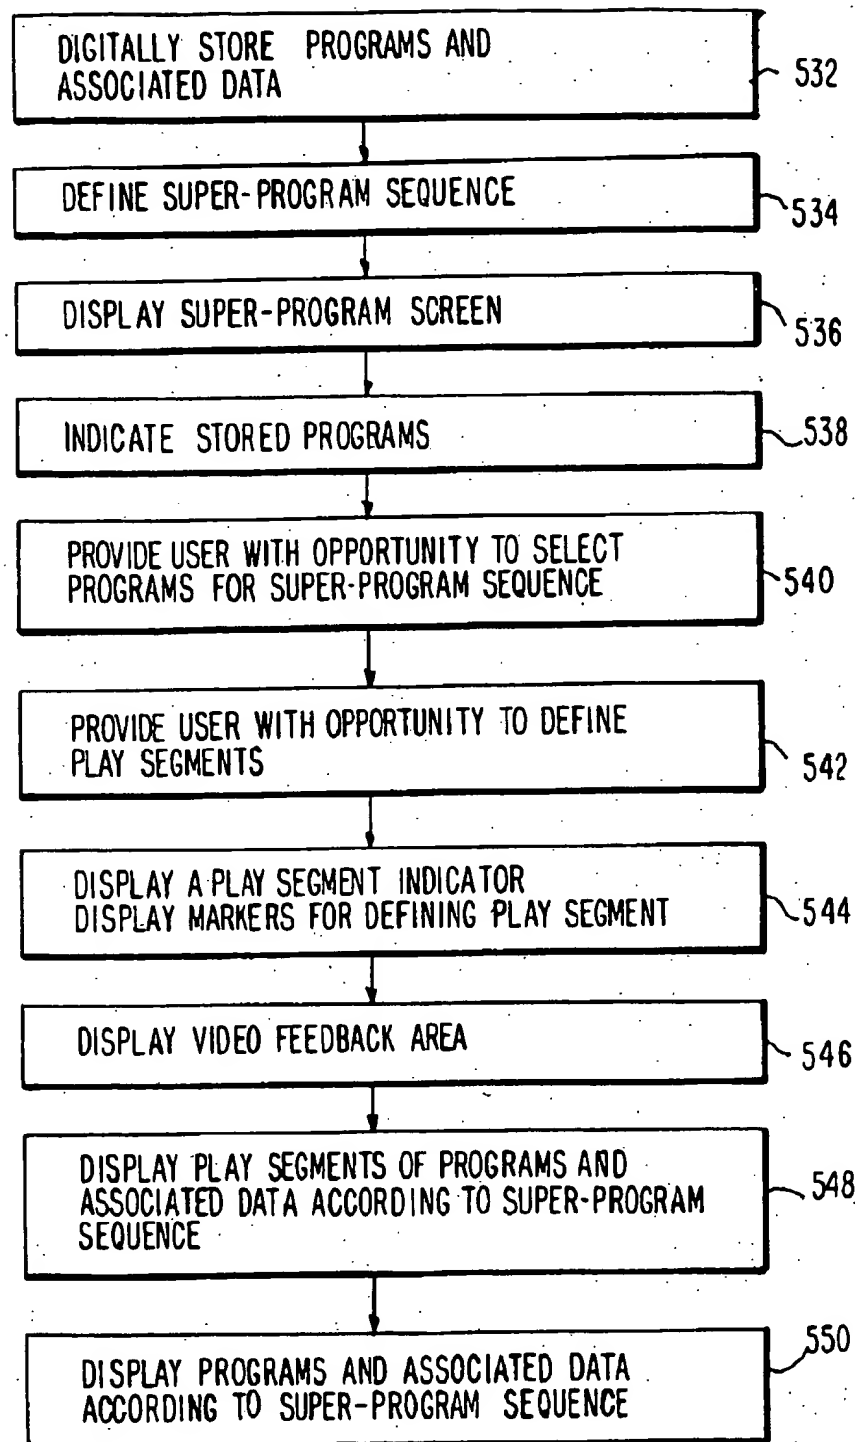 DIGITALLY STORE PROGRAMS AND
ASSOCIATED DATA
532
DEFINE SUPER-PROGRAM SEQUENCE
534
DISPLAY SUPER-PROGRAM SCREEN
536
INDICATE STORED PROGRAMS
538
PROVIDE USER WITH OPPORTUNITY TO SELECT
PROGRAMS FOR SUPER-PROGRAM SEQUENCE
540
PROVIDE USER WITH OPPORTUNITY TO DEFINE
PLAY SEGMENTS
542
DISPLAY A PLAY SEGMENT INDICATOR
DISPLAY MARKERS FOR DEFINING PLAY SEGMENT
544
DISPLAY VIDEO FEEDBACK AREA
546
DISPLAY PLAY SEGMENTS OF PROGRAMS AND
ASSOCIATED DATA ACCORDING TO SUPER-PROGRAM
SEQUENCE
548
DISPLAY PROGRAMS AND ASSOCIATED DATA
ACCORDING TO SUPER-PROGRAM SEQUENCE
550